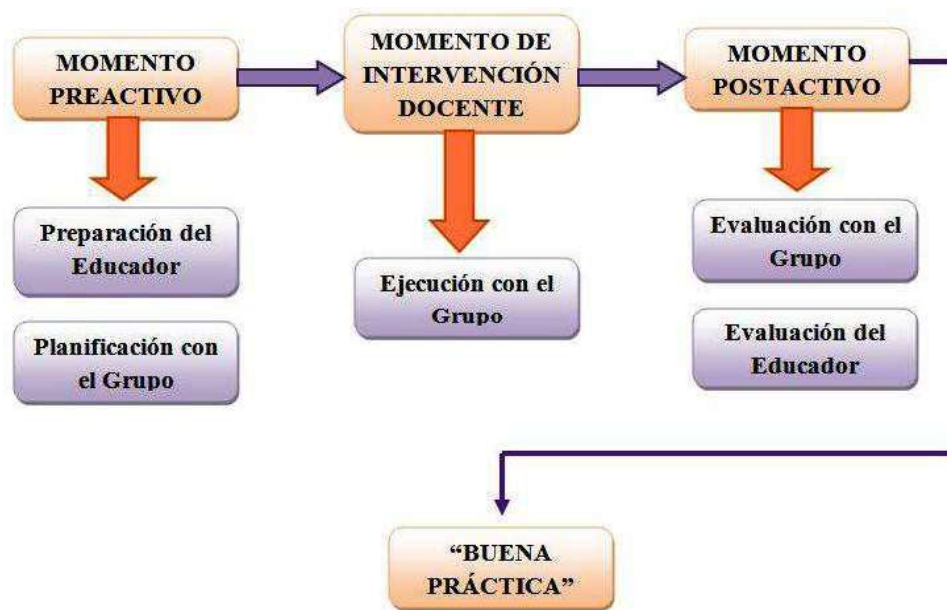 MOMENTO
PREACTIVO
MOMENTO DE
INTERVENCIÓN
DOCENTE
MOMENTO
POSTACTIVO
Preparación del
Educador
Planificación con
el Grupo
Ejecución con el
Grupo
Evaluación con el
Grupo
Evaluación del
Educador
“BUENA
PRÁCTICA”